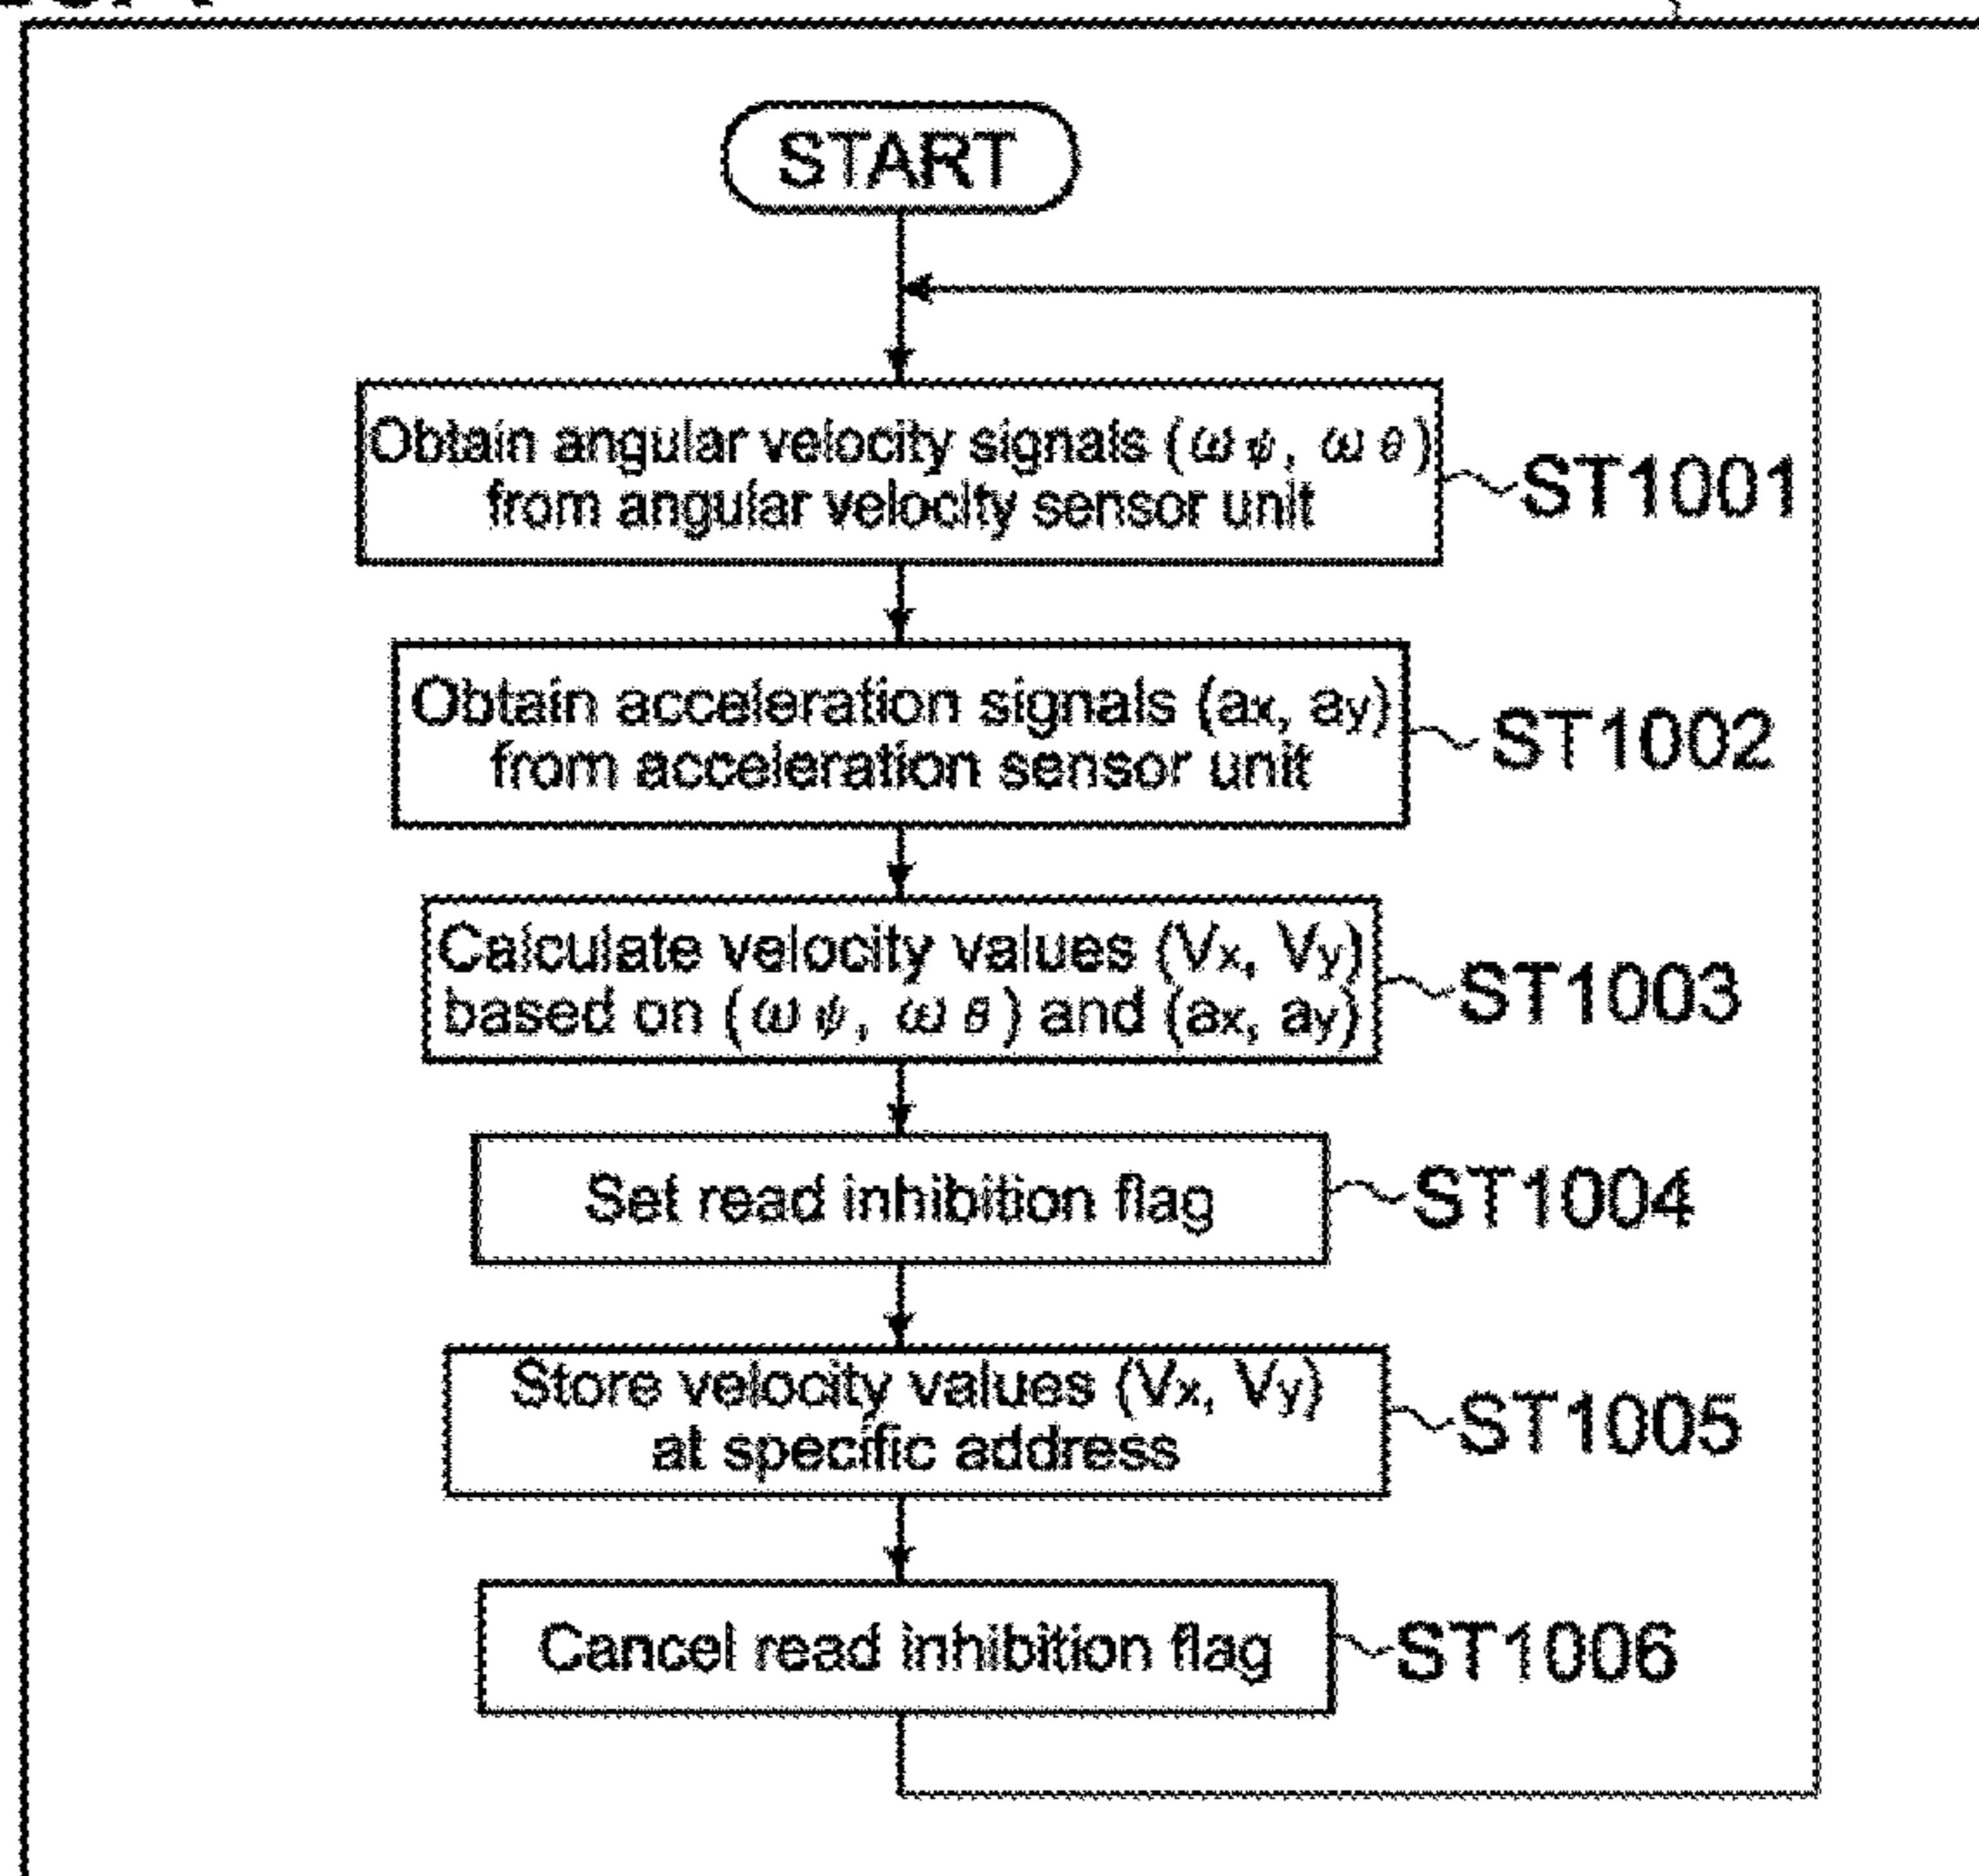 START
Obtain angular velocity signals (ωψ, ωθ)
from angular velocity sensor unit
ST1001
Obtain acceleration signals (ax, ay)
from acceleration sensor unit
ST1002
Calculate velocity values (Vx, Vy)
based on (ωψ, ωθ) and (ax, ay)
ST1003
Set read inhibition flag
ST1004
Store velocity values (Vx, Vy)
at specific address
ST1005
Cancel read inhibition flag
ST1006